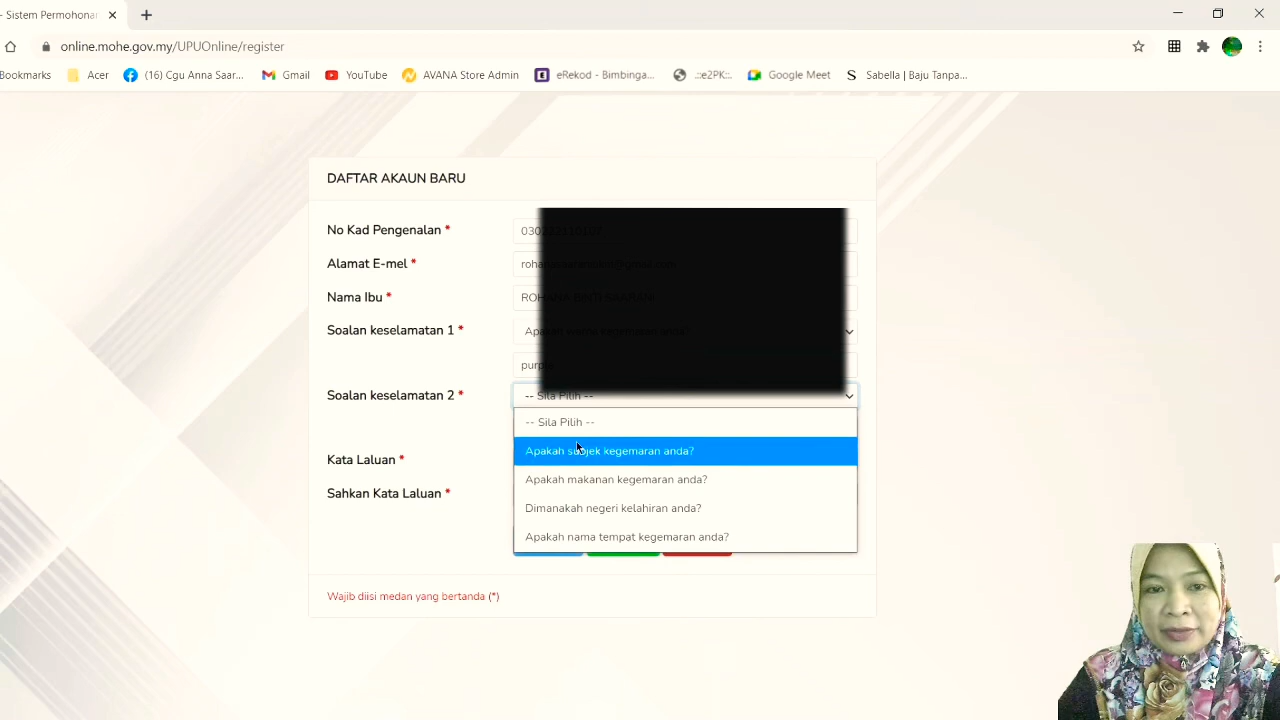 - Sistem Permohonan
online.mohe.gov.my/UPUOnline/register
Bookmarks Acer (16) Cgu Anna Saar... Gmail YouTube AVANA Store Admin eRekod - Bimbinga... .::e2PK::. Google Meet Sabella | Baju Tanpa...
DAFTAR AKAUN BARU
No Kad Pengenalan *
Alamat E-mel *
Nama Ibu *
Soalan keselamatan 1 *
Soalan keselamatan 2 * -- Sila Pilih --
-- Sila Pilih --
Apakah subjek kegemaran anda?
Kata Laluan *
Apakah makanan kegemaran anda?
Sahkan Kata Laluan *
Dimanakah negeri kelahiran anda?
Apakah nama tempat kegemaran anda?
Wajib diisi medan yang bertanda (*)